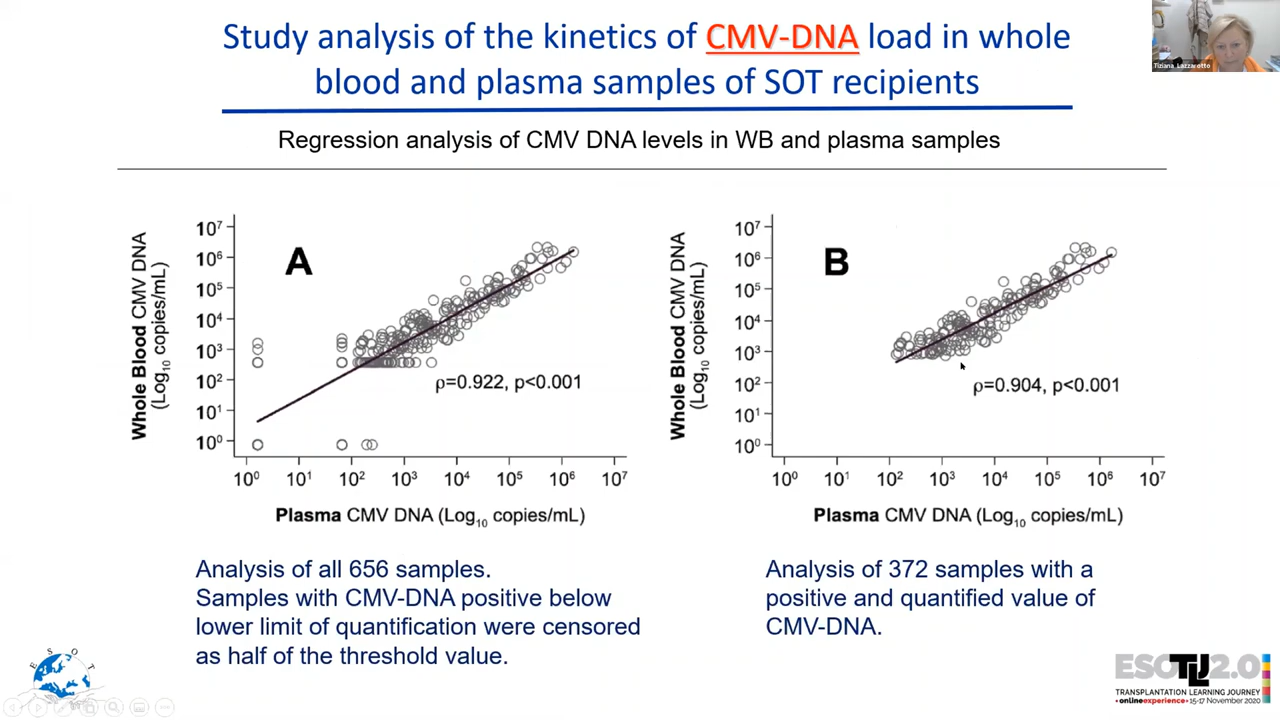 Study analysis of the kinetics of CMV-DNA load in whole
blood and plasma samples of SOT recipients
Tiziana Lazzarotto
Regression analysis of CMV DNA levels in WB and plasma samples
A
Whole Blood CMV DNA
(Log₁₀ copies/mL)
10⁷
10⁶
10⁵
10⁴
10³
10²
10¹
10⁰
ρ=0.922, p<0.001
10⁰ 10¹ 10² 10³ 10⁴ 10⁵ 10⁶ 10⁷
Plasma CMV DNA (Log₁₀ copies/mL)
B
Whole Blood CMV DNA
(Log₁₀ copies/mL)
10⁷
10⁶
10⁵
10⁴
10³
10²
10¹
10⁰
ρ=0.904, p<0.001
10⁰ 10¹ 10² 10³ 10⁴ 10⁵ 10⁶ 10⁷
Plasma CMV DNA (Log₁₀ copies/mL)
Analysis of all 656 samples.
Samples with CMV-DNA positive below
lower limit of quantification were censored
as half of the threshold value.
Analysis of 372 samples with a
positive and quantified value of
CMV-DNA.
ESOT
ESOT TLJ 2.0
TRANSPLANTATION LEARNING JOURNEY
onlineexperience • 15-17 November 2020